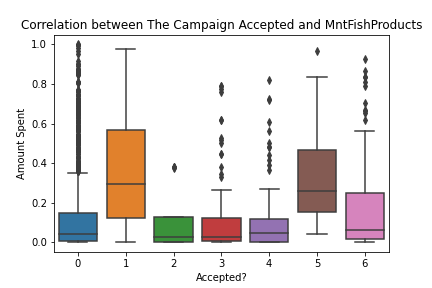 Correlation between The Campaign Accepted and MntFishProducts
1.0
0.8
0.6
0.4
0.2
0.0
Amount Spent
0 1 2 3 4 5 6
Accepted?